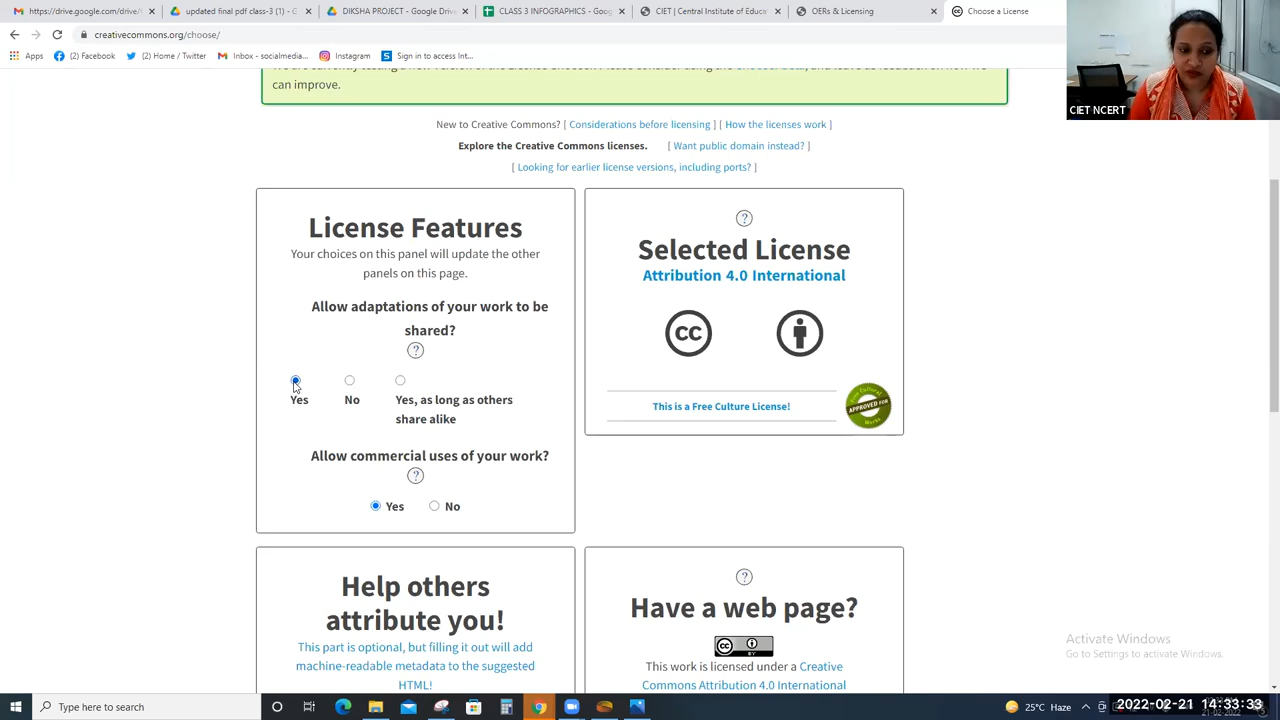 https://drive.google.com/drive/
updated final pdf class-3 (1) - G
DIKSHA PROJECT - Google Drive
CLASS 3 INFOGRAPHICS - Goog
CIET | Central Institute of Educa
OERs & Licensing
Choose a License
creativecommons.org/choose/
Apps
(2) Facebook
(2) Home / Twitter
Inbox - socialmedia...
Instagram
Sign in to access Int...
can improve.
New to Creative Commons? [ Considerations before licensing ] [ How the licenses work ]
Explore the Creative Commons licenses. [ Want public domain instead? ]
[ Looking for earlier license versions, including ports? ]
License Features
Your choices on this panel will update the other
panels on this page.
Allow adaptations of your work to be
shared?
?
Yes
No
Yes, as long as others
share alike
Allow commercial uses of your work?
?
Yes
No
?
Selected License
Attribution 4.0 International
cc
This is a Free Culture License!
APPROVED FOR
Help others
attribute you!
This part is optional, but filling it out will add
machine-readable metadata to the suggested
HTML!
?
Have a web page?
cc
BY
This work is licensed under a Creative
Commons Attribution 4.0 International
CIET NCERT
Activate Windows
Go to Settings to activate Windows.
Type here to search
25°C Haze
2022-02-21 14:33:33